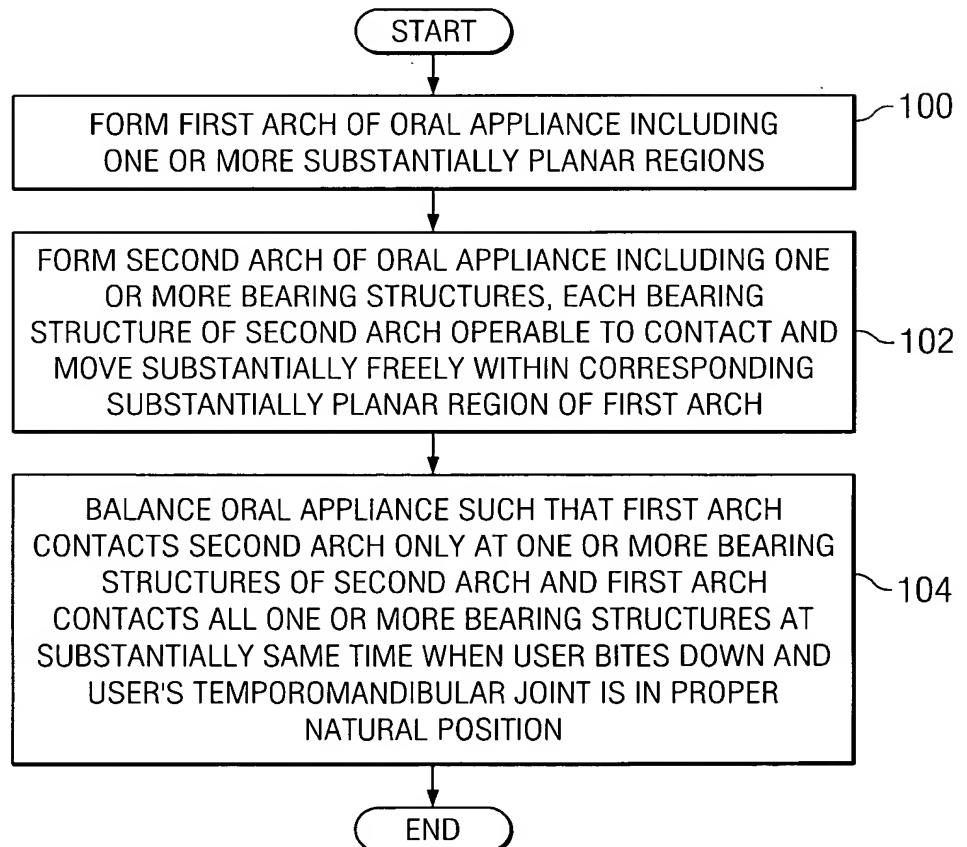 START
FORM FIRST ARCH OF ORAL APPLIANCE INCLUDING
ONE OR MORE SUBSTANTIALLY PLANAR REGIONS
100
FORM SECOND ARCH OF ORAL APPLIANCE INCLUDING ONE
OR MORE BEARING STRUCTURES, EACH BEARING
STRUCTURE OF SECOND ARCH OPERABLE TO CONTACT AND
MOVE SUBSTANTIALLY FREELY WITHIN CORRESPONDING
SUBSTANTIALLY PLANAR REGION OF FIRST ARCH
102
BALANCE ORAL APPLIANCE SUCH THAT FIRST ARCH
CONTACTS SECOND ARCH ONLY AT ONE OR MORE BEARING
STRUCTURES OF SECOND ARCH AND FIRST ARCH
CONTACTS ALL ONE OR MORE BEARING STRUCTURES AT
SUBSTANTIALLY SAME TIME WHEN USER BITES DOWN AND
USER'S TEMPOROMANDIBULAR JOINT IS IN PROPER
NATURAL POSITION
104
END